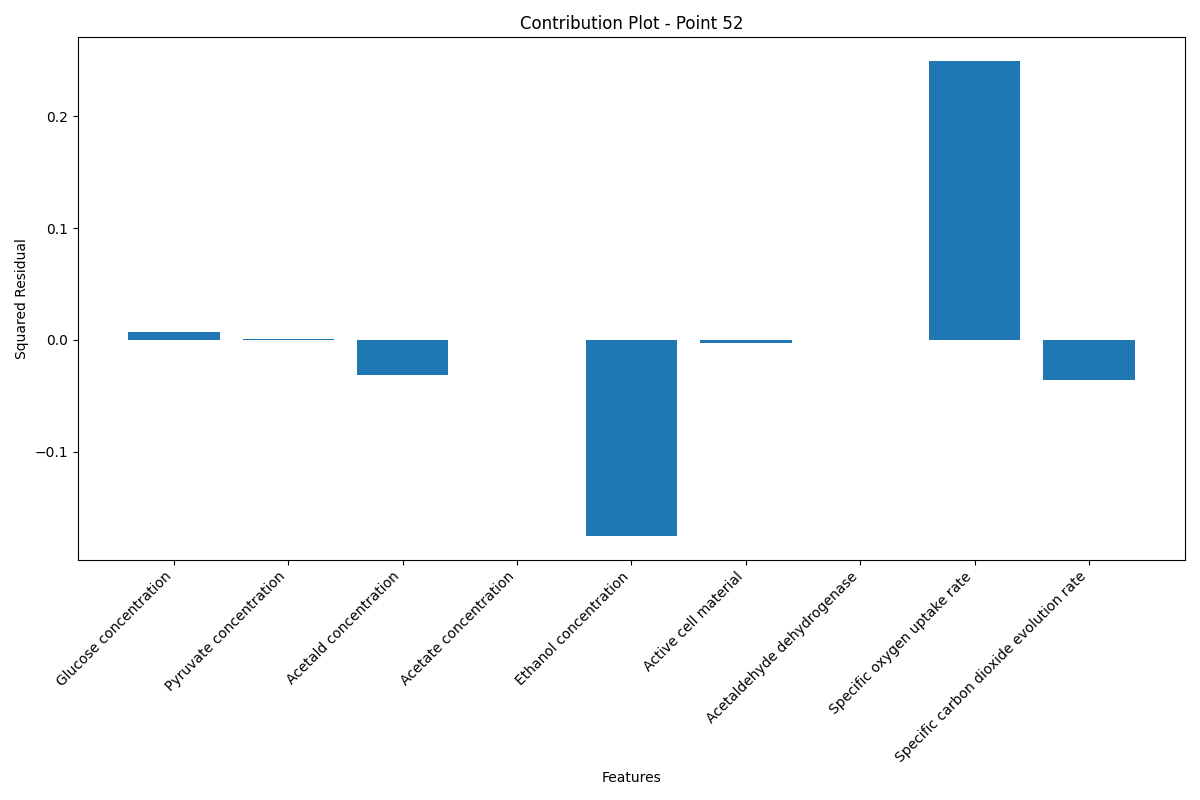 Contribution Plot - Point 52
Squared Residual
0.2
0.1
0.0
−0.1
Glucose concentration
Pyruvate concentration
Acetald concentration
Acetate concentration
Ethanol concentration
Active cell material
Acetaldehyde dehydrogenase
Specific oxygen uptake rate
Specific carbon dioxide evolution rate
Features